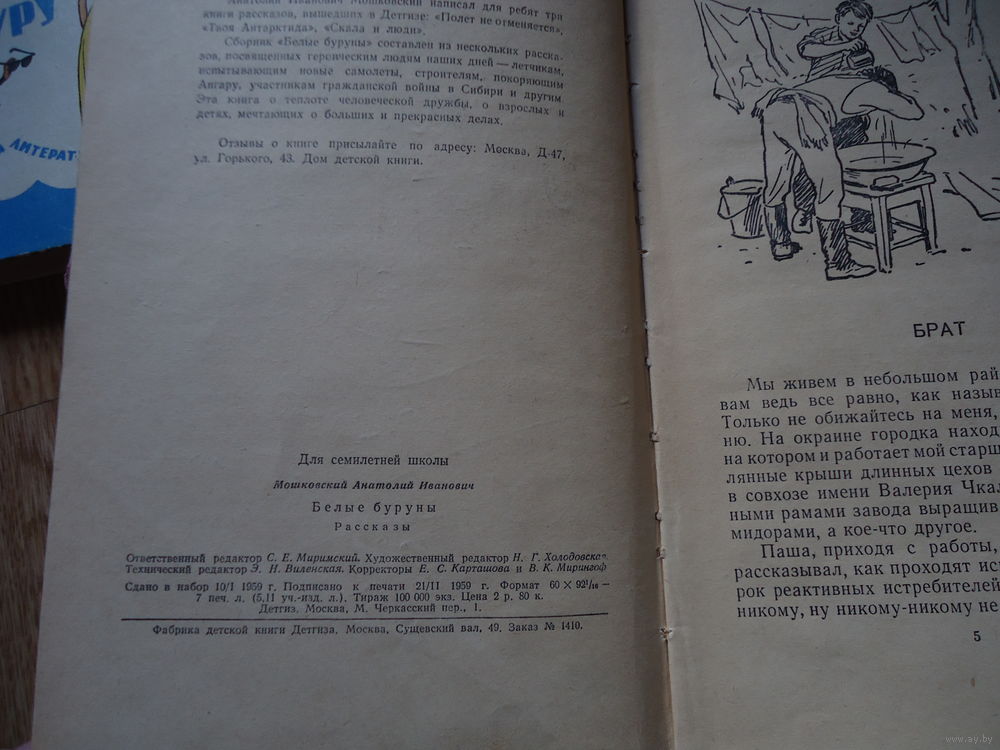 УРУ
ЛИТЕРАТ
Анатолий Иванович Мошковский написал для ребят три
книги рассказов, вышедших в Детгизе: «Полет не отменяется»,
«Твоя Антарктида», «Скала и люди».
Сборник «Белые буруны» составлен из нескольких расска-
зов, посвященных героическим людям наших дней — летчикам,
испытывающим новые самолеты, строителям, покоряющим
Ангару, участникам гражданской войны в Сибири и другим.
Эта книга о теплоте человеческой дружбы, о взрослых и
детях, мечтающих о больших и прекрасных делах.
Отзывы о книге присылайте по адресу: Москва, Д-47,
ул. Горького, 43. Дом детской книги.
Для семилетней школы
Мошковский Анатолий Иванович
Белые буруны
Рассказы
Ответственный редактор С. Е. Миримский. Художественный редактор Н. Г. Холодовская.
Технический редактор Э. Н. Виленская. Корректоры Е. С. Карташова и В. К. Мирингоф
Сдано в набор 10/I 1959 г. Подписано к печати 21/II 1959 г. Формат 60 × 92 1/16 —
7 печ. л. (5,11 уч.-изд. л.). Тираж 100 000 экз. Цена 2 р. 80 к.
Детгиз. Москва, М. Черкасский пер., 1.
Фабрика детской книги Детгиза. Москва, Сущевский вал, 49. Заказ № 1410.
БРАТ
Мы живем в небольшом рай
вам ведь все равно, как назыв
Только не обижайтесь на меня,
ню. На окраине городка наход
на котором и работает мой старш
лянные крыши длинных цехов
в совхозе имени Валерия Чкал
ными рамами завода выращив
мидорами, а кое-что другое.
Паша, приходя с работы,
рассказывал, как проходят исп
рок реактивных истребителей
никому, ну никому-никому не
5
www.ay.by